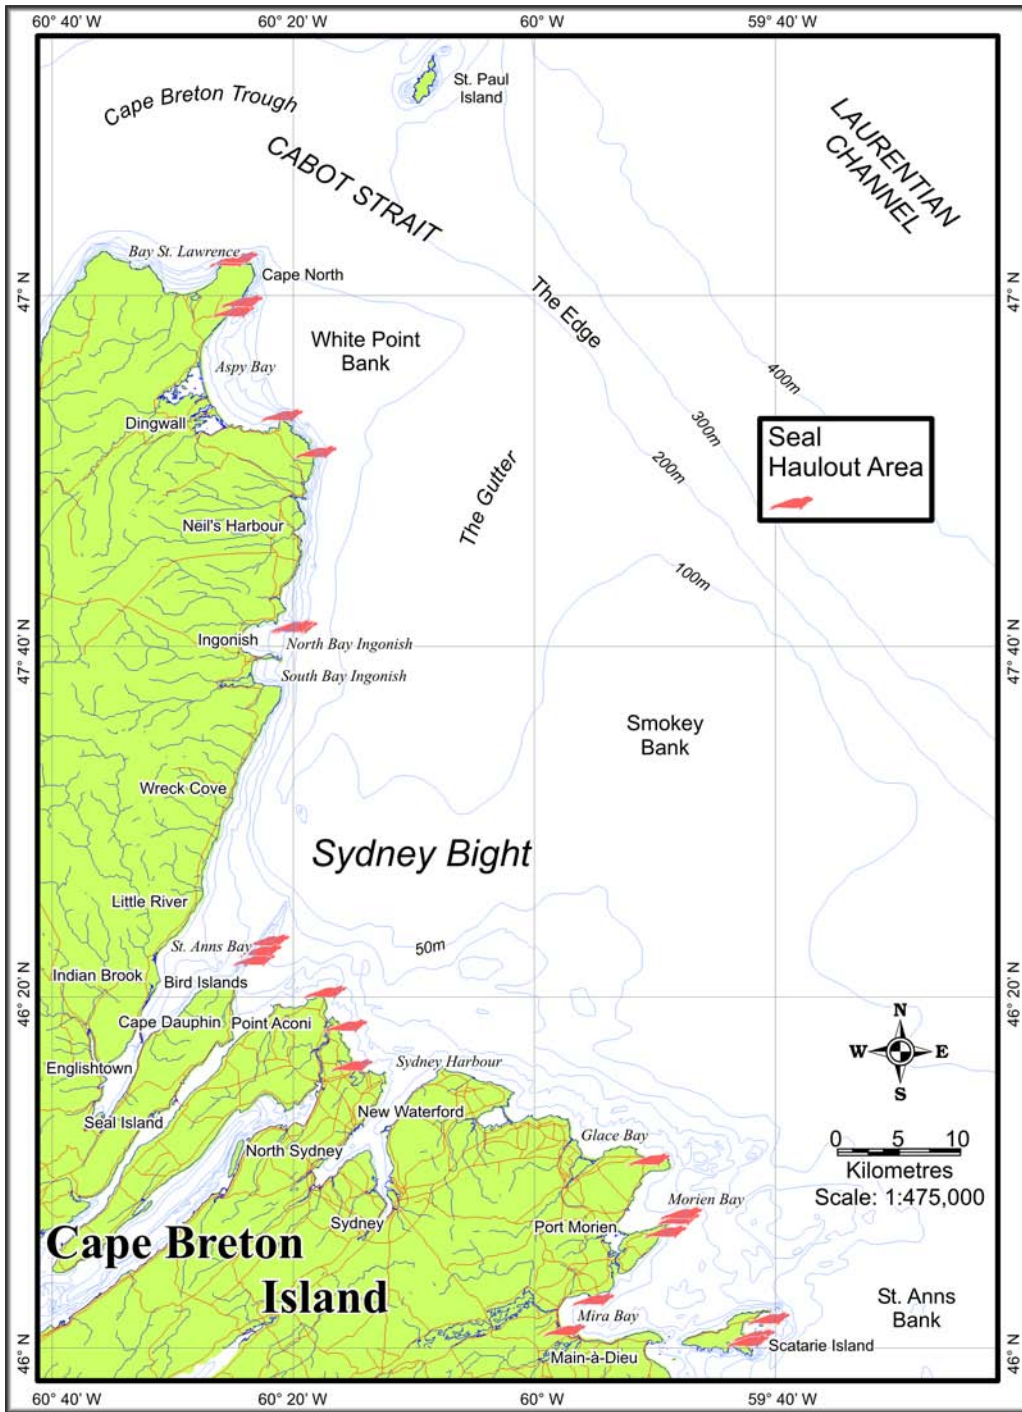 60° 40' W
60° 20' W
60° W
59° 40' W
St. Paul
Island
Cape Breton Trough
CABOT STRAIT
LAURENTIAN
CHANNEL
Bay St. Lawrence
Cape North
47° N
47° N
The Edge
White Point
Bank
Aspy Bay
400m
Dingwall
300m
Seal
Haulout Area
200m
The Gutter
Neil's Harbour
100m
Ingonish
North Bay Ingonish
47° 40' N
47° 40' N
South Bay Ingonish
Smokey
Bank
Wreck Cove
Sydney Bight
Little River
St. Anns Bay
50m
Indian Brook
Bird Islands
46° 20' N
46° 20' N
Cape Dauphin
Point Aconi
N
W
E
S
Englishtown
Sydney Harbour
Seal Island
New Waterford
North Sydney
Glace Bay
0 5 10
Kilometres
Scale: 1:475,000
Morien Bay
Sydney
Port Morien
Cape Breton
Island
Mira Bay
St. Anns
Bank
Scatarie Island
Main-à-Dieu
46° N
46° N
60° 40' W
60° 20' W
60° W
59° 40' W